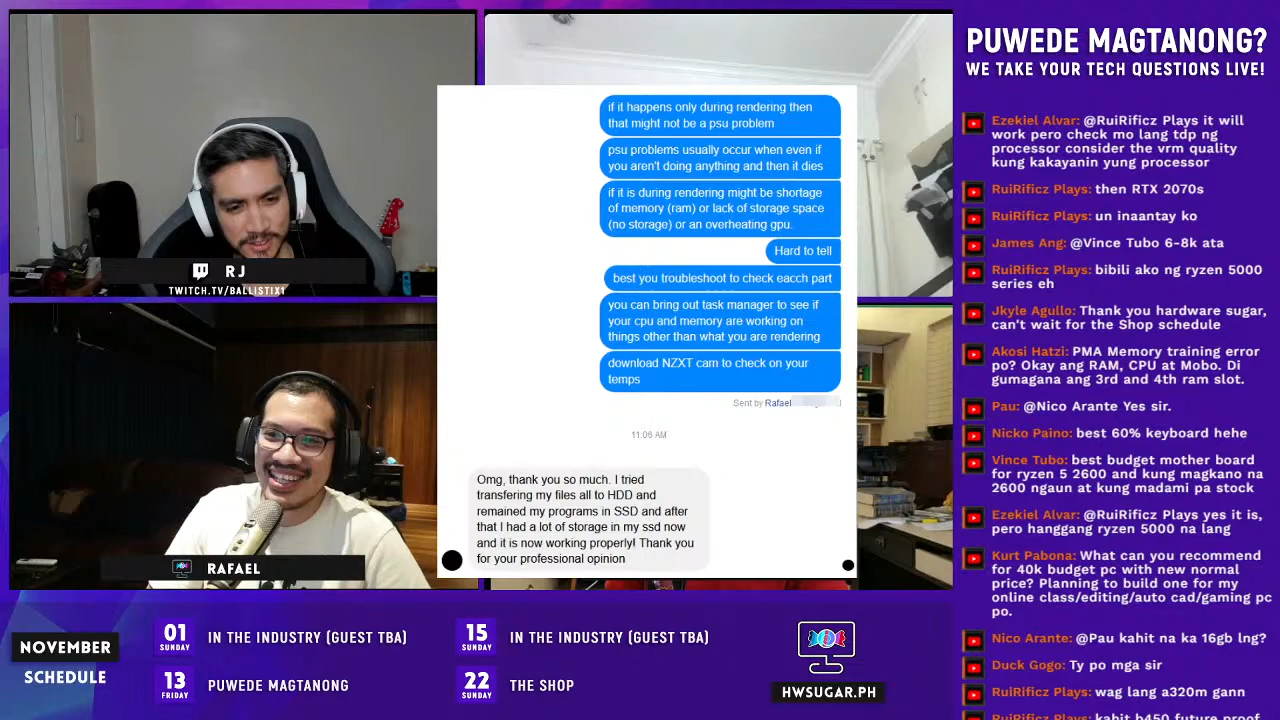 PUWEDE MAGTANONG?
WE TAKE YOUR TECH QUESTIONS LIVE!
if it happens only during rendering then
that might not be a psu problem
psu problems usually occur when even if
you aren't doing anything and then it dies
if it is during rendering might be shortage
of memory (ram) or lack of storage space
(no storage) or an overheating gpu.
Hard to tell
best you troubleshoot to check eacch part
you can bring out task manager to see if
your cpu and memory are working on
things other than what you are rendering
download NZXT cam to check on your
temps
Sent by Rafael
11:06 AM
Omg, thank you so much. I tried
transfering my files all to HDD and
remained my programs in SSD and after
that I had a lot of storage in my ssd now
and it is now working properly! Thank you
for your professional opinion
RJ
TWITCH.TV/BALLISTIX1
RAFAEL
Ezekiel Alvar: @RuiRificz Plays it will
work pero check mo lang tdp ng
processor consider the vrm quality
kung kakayanin yung processor
RuiRificz Plays: then RTX 2070s
RuiRificz Plays: un inaantay ko
James Ang: @Vince Tubo 6-8k ata
RuiRificz Plays: bibili ako ng ryzen 5000
series eh
Jkyle Agullo: Thank you hardware sugar,
can't wait for the Shop schedule
Akosi Hatzi: PMA Memory training error
po? Okay ang RAM, CPU at Mobo. Di
gumagana ang 3rd and 4th ram slot.
Pau: @Nico Arante Yes sir.
Nicko Paino: best 60% keyboard hehe
Vince Tubo: best budget mother board
for ryzen 5 2600 and kung magkano na
2600 ngaun at kung madami pa stock
Ezekiel Alvar: @RuiRificz Plays yes it is,
pero hanggang ryzen 5000 na lang
Kurt Pabona: What can you recommend
for 40k budget pc with new normal
price? Planning to build one for my
online class/editing/auto cad/gaming pc
po.
Nico Arante: @Pau kahit na ka 16gb lng?
Duck Gogo: Ty po mga sir
RuiRificz Plays: wag lang a320m gann
RuiRificz Plays: kahit b450 future proof
NOVEMBER
SCHEDULE
01 SUNDAY IN THE INDUSTRY (GUEST TBA)
13 FRIDAY PUWEDE MAGTANONG
15 SUNDAY IN THE INDUSTRY (GUEST TBA)
22 SUNDAY THE SHOP
HWSUGAR.PH